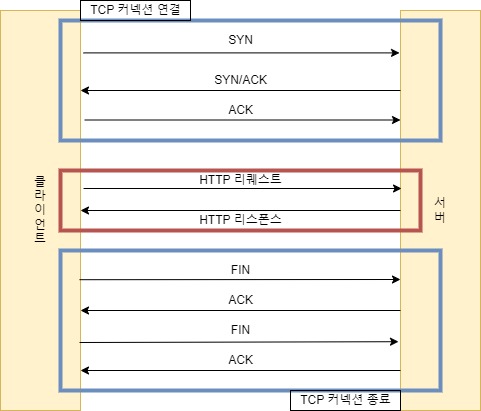 TCP 커넥션 연결
SYN
SYN/ACK
ACK
클라이언트
HTTP 리퀘스트
HTTP 리스폰스
서버
FIN
ACK
FIN
ACK
TCP 커넥션 종료